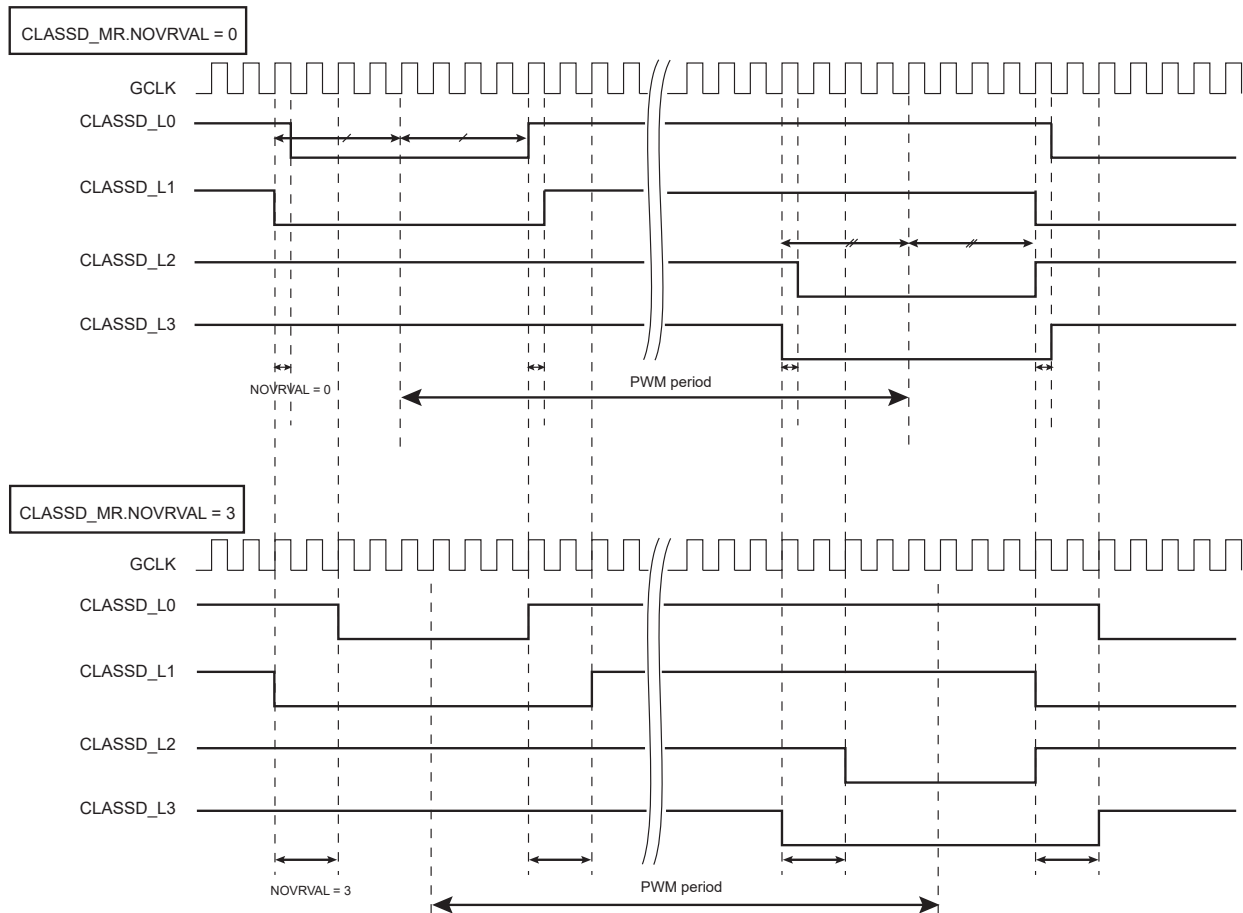 CLASSD_MR.NOVRVAL = 0
GCLK
CLASSD_L0
CLASSD_L1
CLASSD_L2
CLASSD_L3
NOVRVAL = 0
PWM period
CLASSD_MR.NOVRVAL = 3
GCLK
CLASSD_L0
CLASSD_L1
CLASSD_L2
CLASSD_L3
NOVRVAL = 3
PWM period